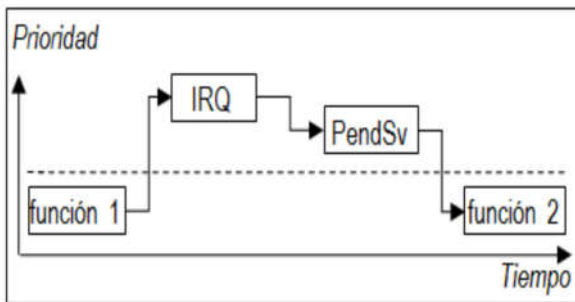 Prioridad
IRQ
PendSv
función 1
función 2
Tiempo